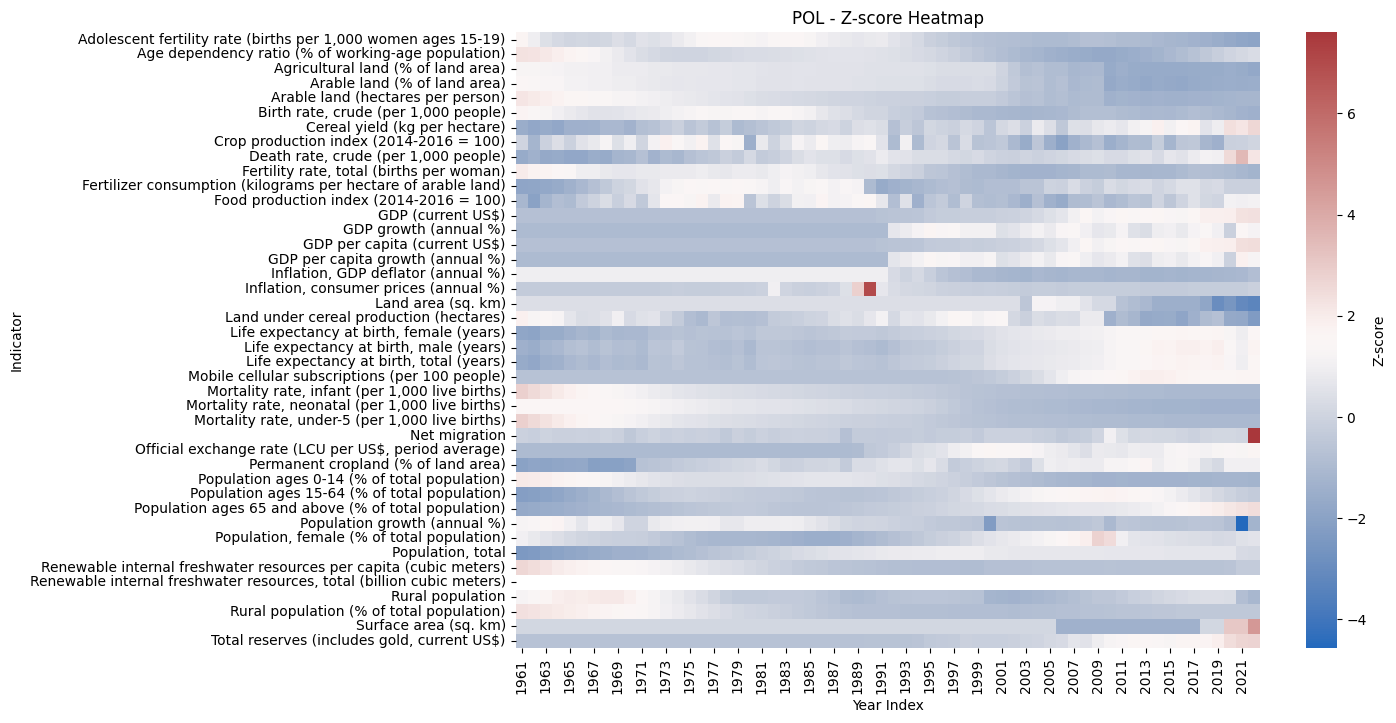 POL - Z-score Heatmap
Adolescent fertility rate (births per 1,000 women ages 15-19)
Age dependency ratio (% of working-age population)
Agricultural land (% of land area)
Arable land (% of land area)
Arable land (hectares per person)
Birth rate, crude (per 1,000 people)
Cereal yield (kg per hectare)
Crop production index (2014-2016 = 100)
Death rate, crude (per 1,000 people)
Fertility rate, total (births per woman)
Fertilizer consumption (kilograms per hectare of arable land)
Food production index (2014-2016 = 100)
GDP (current US$)
GDP growth (annual %)
GDP per capita (current US$)
GDP per capita growth (annual %)
Inflation, GDP deflator (annual %)
Inflation, consumer prices (annual %)
Land area (sq. km)
Land under cereal production (hectares)
Life expectancy at birth, female (years)
Life expectancy at birth, male (years)
Life expectancy at birth, total (years)
Mobile cellular subscriptions (per 100 people)
Mortality rate, infant (per 1,000 live births)
Mortality rate, neonatal (per 1,000 live births)
Mortality rate, under-5 (per 1,000 live births)
Net migration
Official exchange rate (LCU per US$, period average)
Permanent cropland (% of land area)
Population ages 0-14 (% of total population)
Population ages 15-64 (% of total population)
Population ages 65 and above (% of total population)
Population growth (annual %)
Population, female (% of total population)
Population, total
Renewable internal freshwater resources per capita (cubic meters)
Renewable internal freshwater resources, total (billion cubic meters)
Rural population
Rural population (% of total population)
Surface area (sq. km)
Total reserves (includes gold, current US$)
Indicator
1961 1963 1965 1967 1969 1971 1973 1975 1977 1979 1981 1983 1985 1987 1989 1991 1993 1995 1997 1999 2001 2003 2005 2007 2009 2011 2013 2015 2017 2019 2021
Year Index
6
4
2
0
−2
−4
Z-score